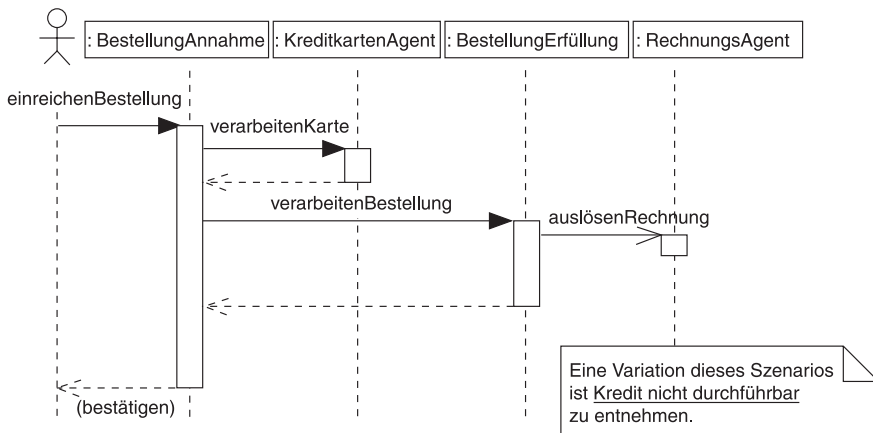 : BestellungAnnahme
: KreditkartenAgent
: BestellungErfüllung
: RechnungsAgent
einreichenBestellung
verarbeitenKarte
verarbeitenBestellung
auslösenRechnung
Eine Variation dieses Szenarios
ist Kredit nicht durchführbar
zu entnehmen.
(bestätigen)